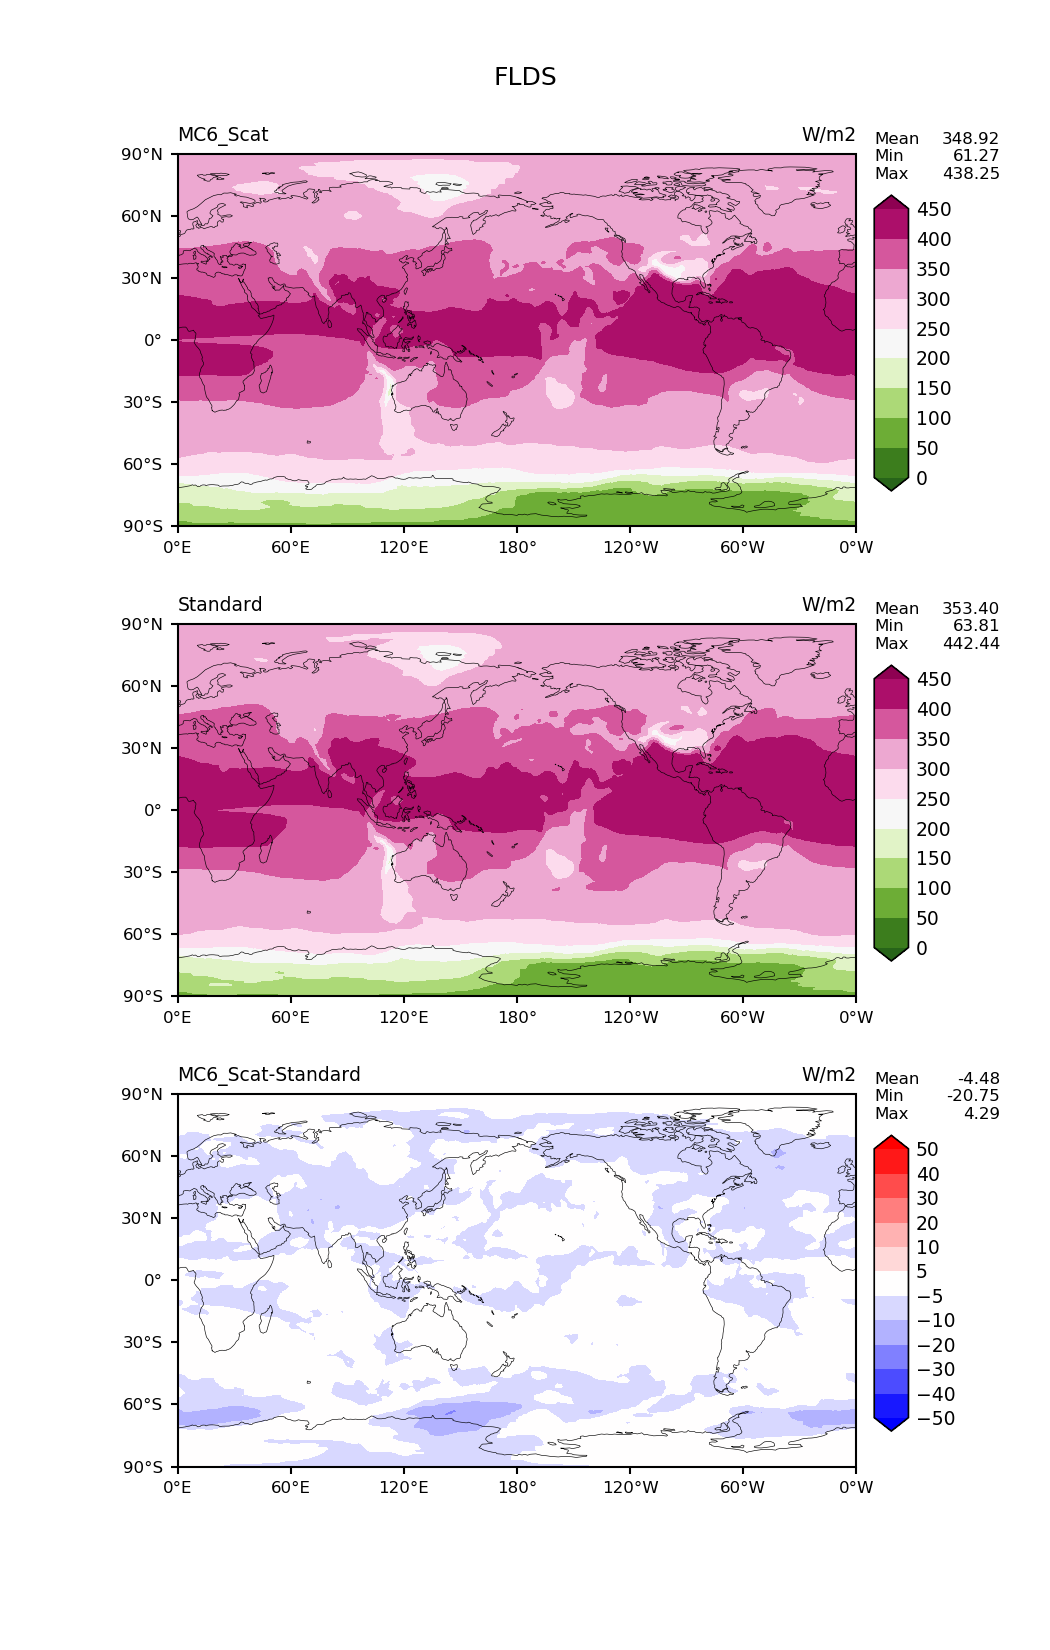 FLDS
MC6_Scat W/m2
Mean 348.92
Min 61.27
Max 438.25
90°N
60°N
30°N
0°
30°S
60°S
90°S
0°E 60°E 120°E 180° 120°W 60°W 0°W
450
400
350
300
250
200
150
100
50
0
Standard W/m2
Mean 353.40
Min 63.81
Max 442.44
90°N
60°N
30°N
0°
30°S
60°S
90°S
0°E 60°E 120°E 180° 120°W 60°W 0°W
450
400
350
300
250
200
150
100
50
0
MC6_Scat-Standard W/m2
Mean -4.48
Min -20.75
Max 4.29
90°N
60°N
30°N
0°
30°S
60°S
90°S
0°E 60°E 120°E 180° 120°W 60°W 0°W
50
40
30
20
10
5
−5
−10
−20
−30
−40
−50